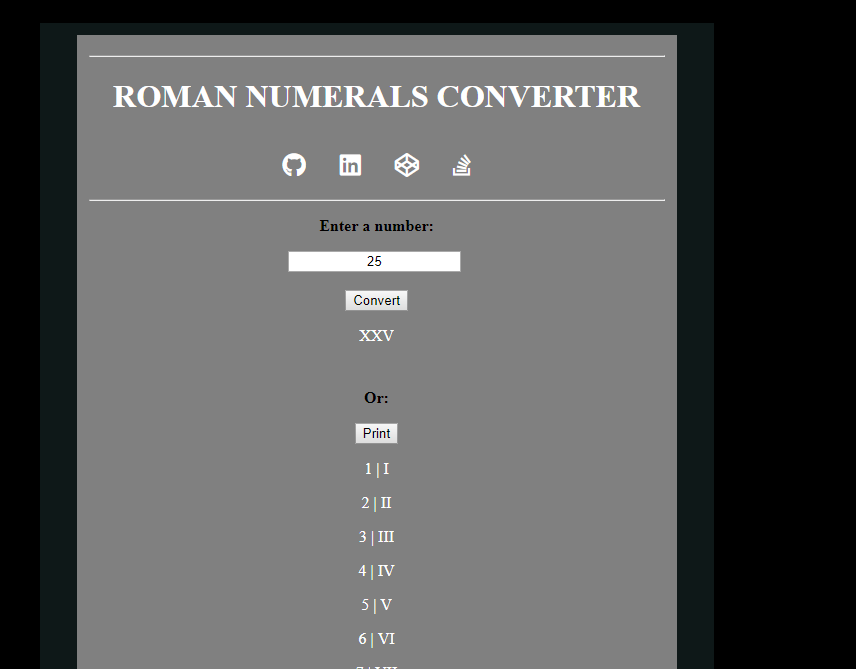 ROMAN NUMERALS CONVERTER
in
Enter a number:
25
Convert
XXV
Or:
Print
1 | I
2 | II
3 | III
4 | IV
5 | V
6 | VI